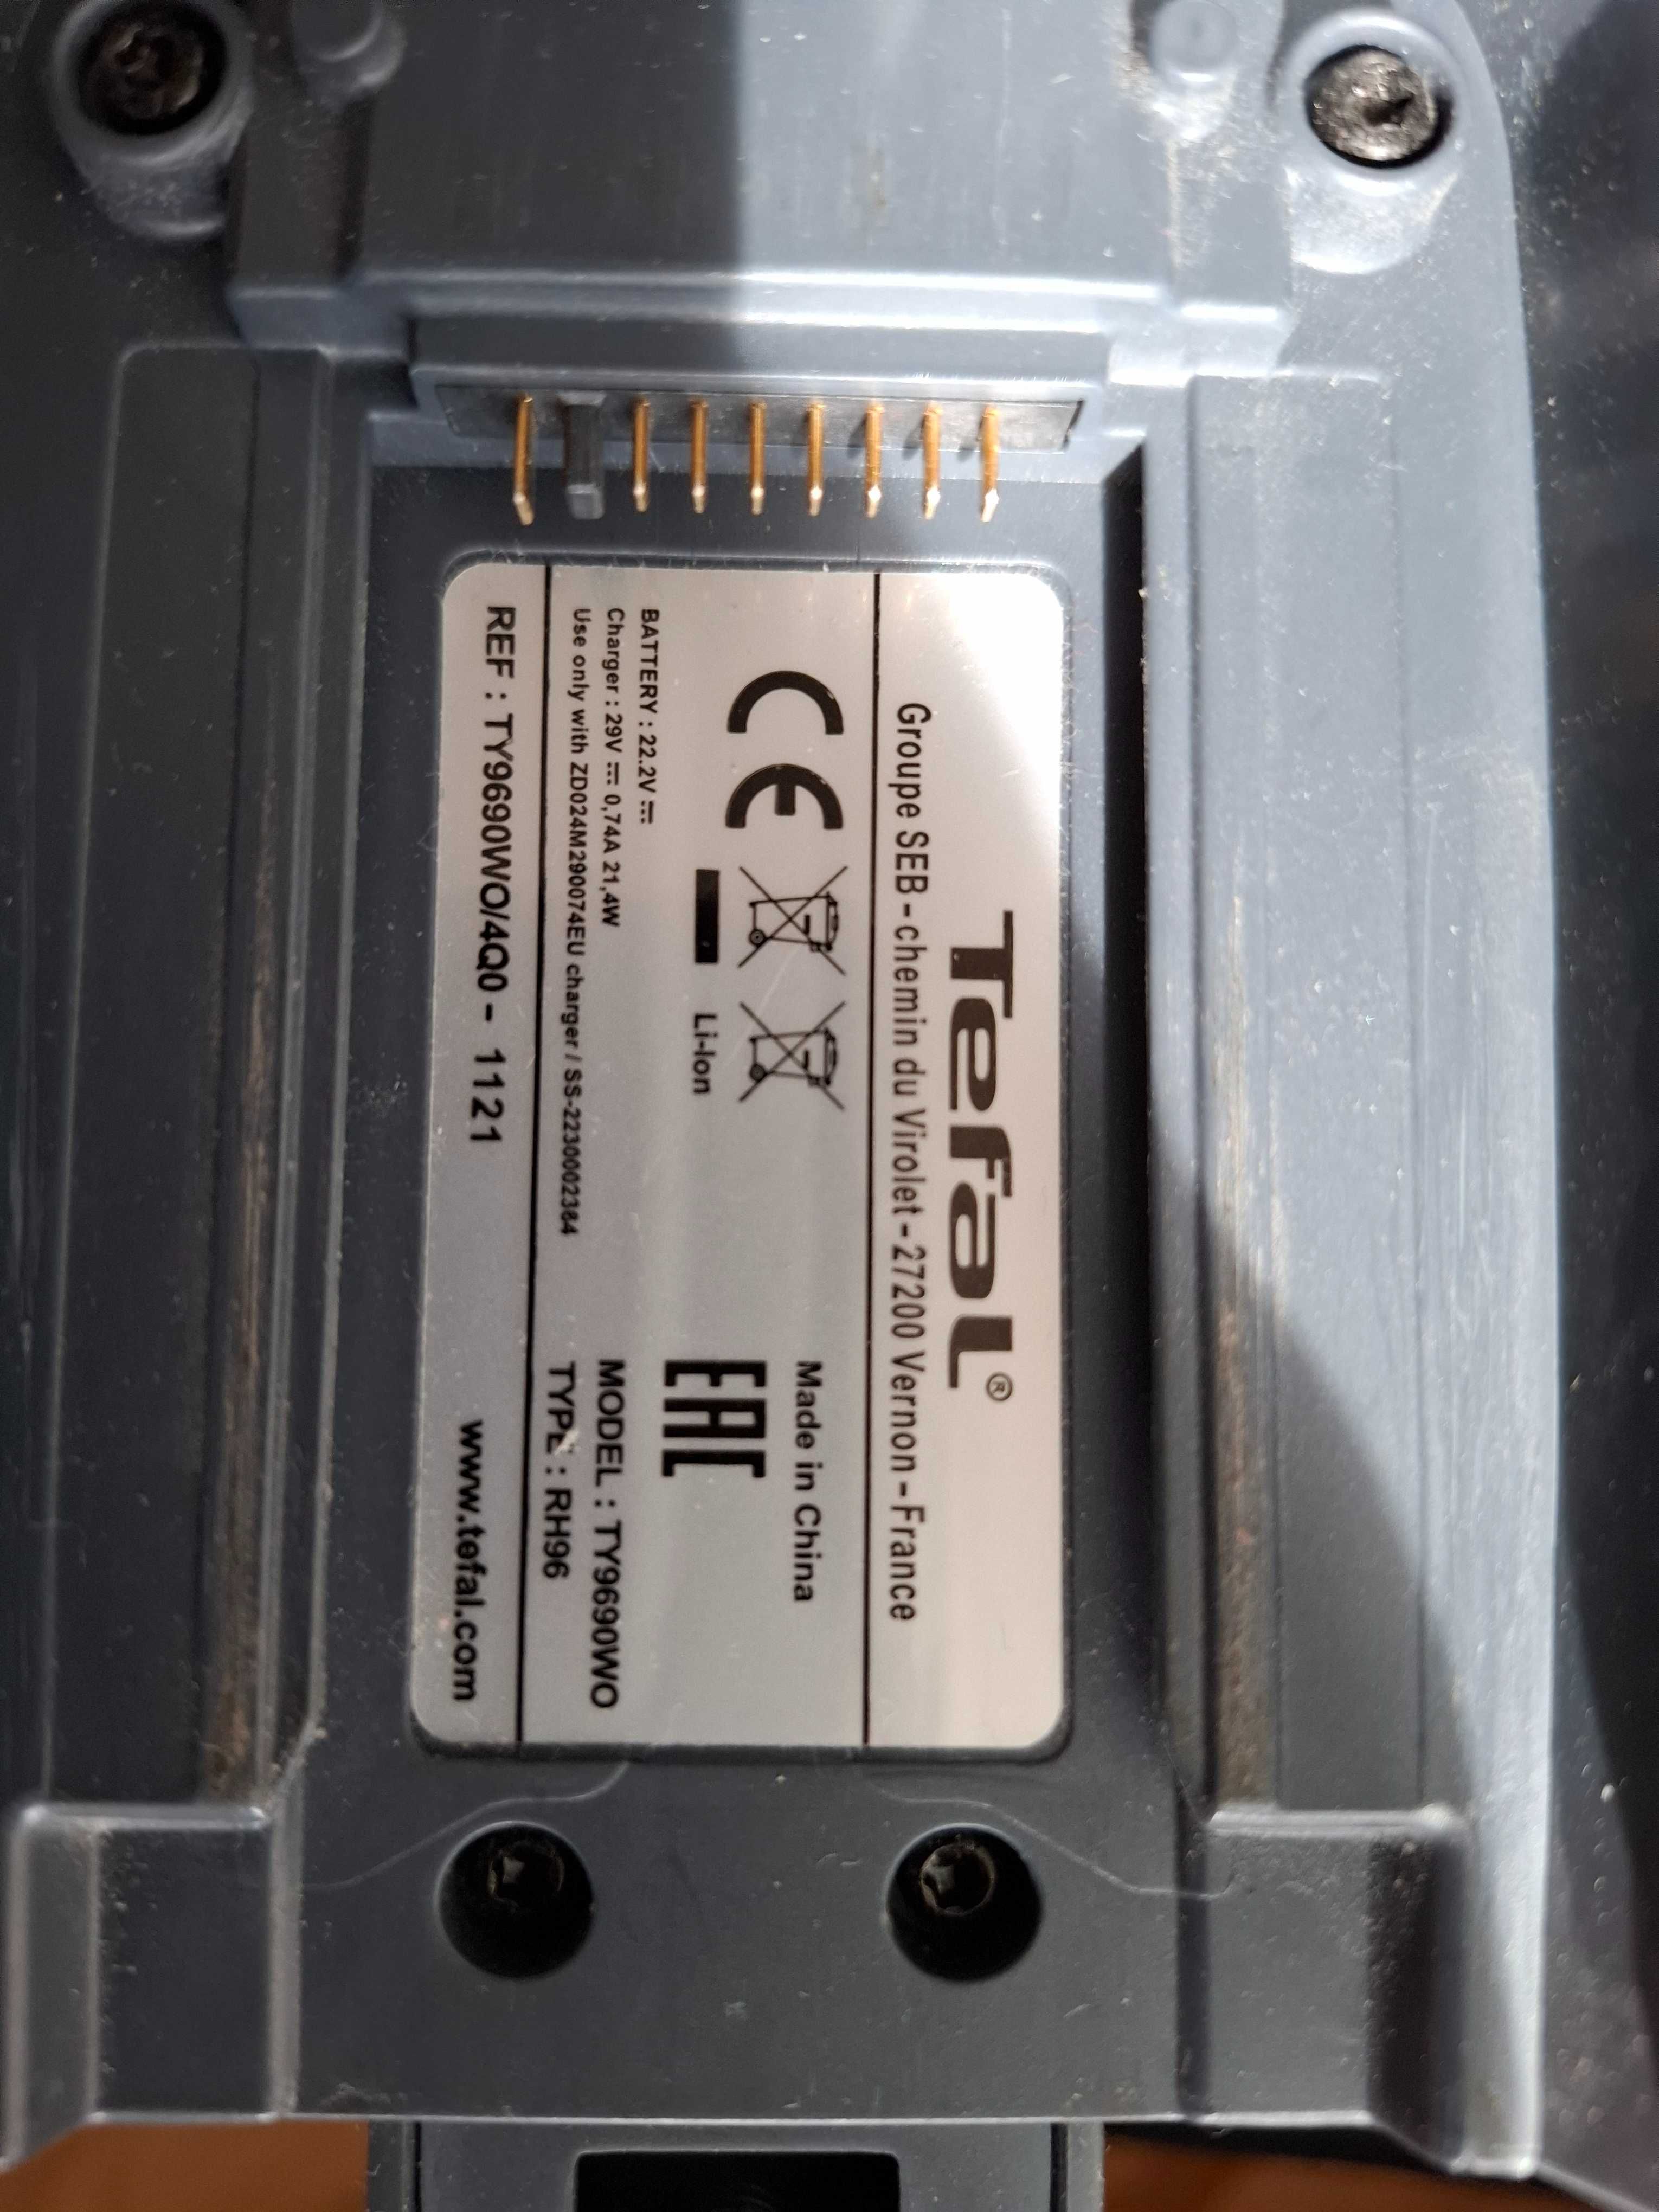 Tefal®
Groupe SEB - chemin du Virolet - 27200 Vernon - France
CE
Made in China
Li-Ion
EAC
BATTERY : 22.2V ⎓
Charger : 29V ⎓ 0,74A 21,4W
Use only with ZD024M290074EU charger / SS-2230002384
MODEL : TY9690WO
TYPE : RH96
REF : TY9690WO/4Q0 - 1121
www.tefal.com